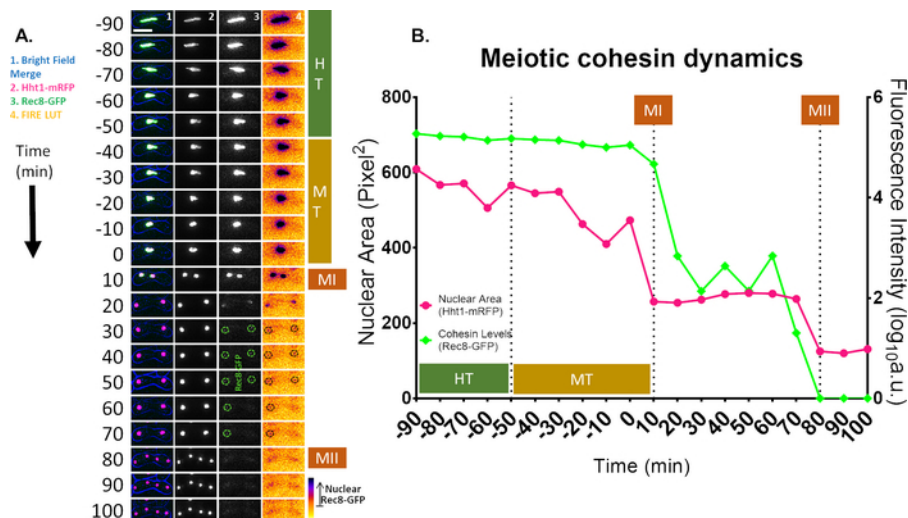 A.
1. Bright Field
Merge
2. Hht1-mRFP
3. Rec8-GFP
4. FIRE LUT
Time
(min)
1
2
3
4
-90
-80
-70
-60
-50
-40
-30
-20
-10
0
10
20
30
40
50
60
70
80
90
100
Rec8-GFP
H
T
M
T
MI
MII
Nuclear
Rec8-GFP
B.
Meiotic cohesin dynamics
MI
MII
Nuclear Area (Pixel2)
800
600
400
200
0
Fluorescence Intensity (log10a.u.)
6
4
2
0
Nuclear Area
(Hht1-mRFP)
Cohesin Levels
(Rec8-GFP)
HT
MT
-90
-80
-70
-60
-50
-40
-30
-20
-10
-0
10
20
30
40
50
60
70
80
90
100
Time (min)